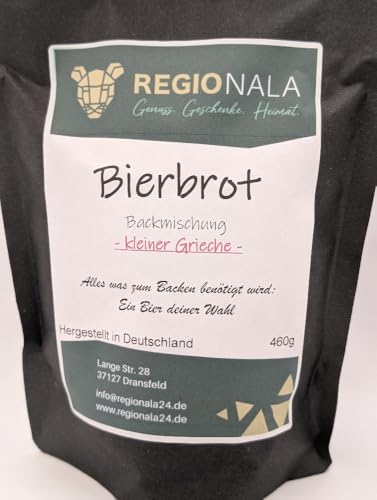 REGIONALA
Genuss. Geschenke. Heimat.
Bierbrot
Backmischung
- kleiner Grieche -
Alles was zum Backen benötigt wird:
Ein Bier deiner Wahl
Hergestellt in Deutschland 460g
Lange Str. 28
37127 Dransfeld
info@regionala24.de
www.regionala24.de